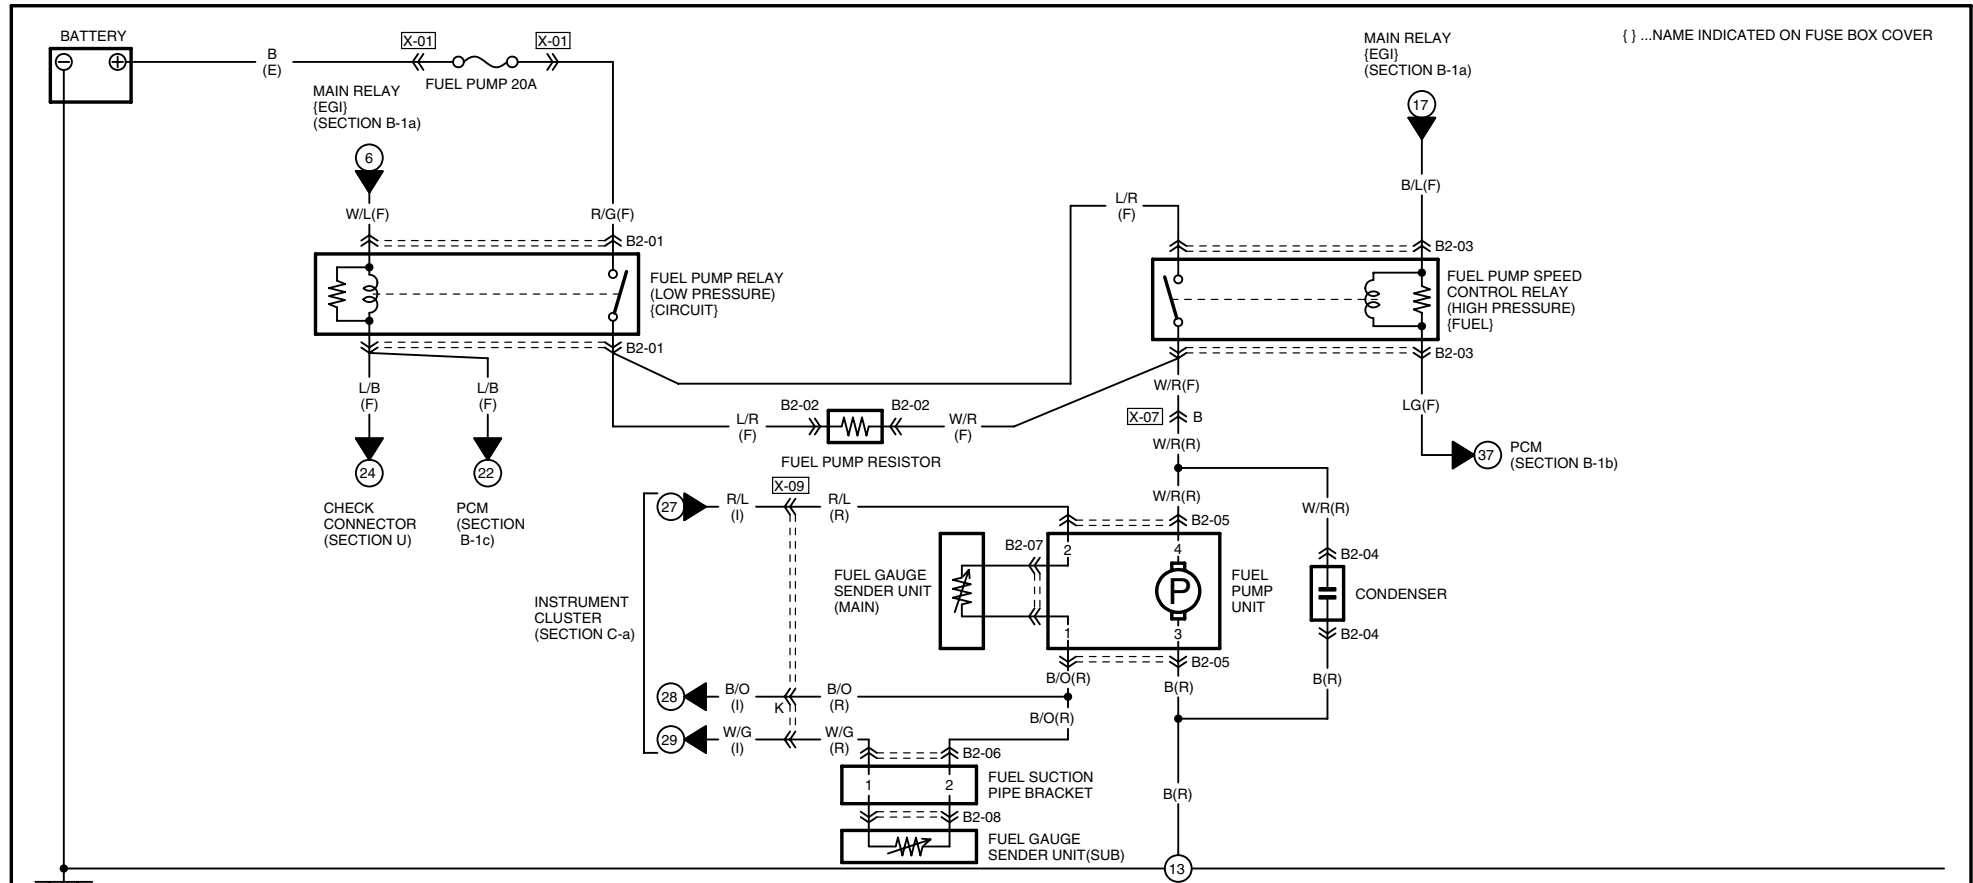 BATTERY
B
(E)
X-01
X-01
FUEL PUMP 20A
MAIN RELAY
{EGI}
(SECTION B-1a)
6
W/L(F)
R/G(F)
B2-01
FUEL PUMP RELAY
(LOW PRESSURE)
{CIRCUIT}
B2-01
L/B
(F)
L/B
(F)
24
22
CHECK
CONNECTOR
(SECTION U)
PCM
(SECTION
B-1c)
MAIN RELAY
{EGI}
(SECTION B-1a)
17
B/L(F)
{ } ...NAME INDICATED ON FUSE BOX COVER
L/R
(F)
B2-03
FUEL PUMP SPEED
CONTROL RELAY
(HIGH PRESSURE)
{FUEL}
B2-03
W/R(F)
LG(F)
X-07
B
W/R(R)
37
PCM
(SECTION B-1b)
L/R
(F)
B2-02
B2-02
W/R
(F)
FUEL PUMP RESISTOR
X-09
27
R/L
(I)
R/L
(R)
W/R(R)
B2-05
W/R(R)
B2-07
2
4
FUEL GAUGE
SENDER UNIT
(MAIN)
P
FUEL
PUMP
UNIT
B2-04
CONDENSER
B2-04
1
3
B2-05
INSTRUMENT
CLUSTER
(SECTION C-a)
B/O(R)
B(R)
B(R)
28
B/O
(I)
K
B/O
(R)
B/O(R)
29
W/G
(I)
W/G
(R)
B2-06
1
2
FUEL SUCTION
PIPE BRACKET
B(R)
B2-08
FUEL GAUGE
SENDER UNIT(SUB)
13